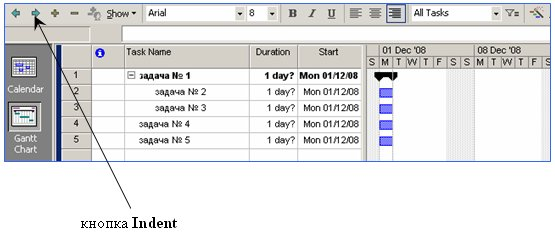 Show Arial 8 B I U All Tasks
Task Name Duration Start 01 Dec '08 08 Dec '08
S M T W T F S S M T W T F S
1 задача № 1 1 day? Mon 01/12/08
2 задача № 2 1 day? Mon 01/12/08
3 задача № 3 1 day? Mon 01/12/08
4 задача № 4 1 day? Mon 01/12/08
5 задача № 5 1 day? Mon 01/12/08
Calendar
Gantt
Chart
кнопка Indent